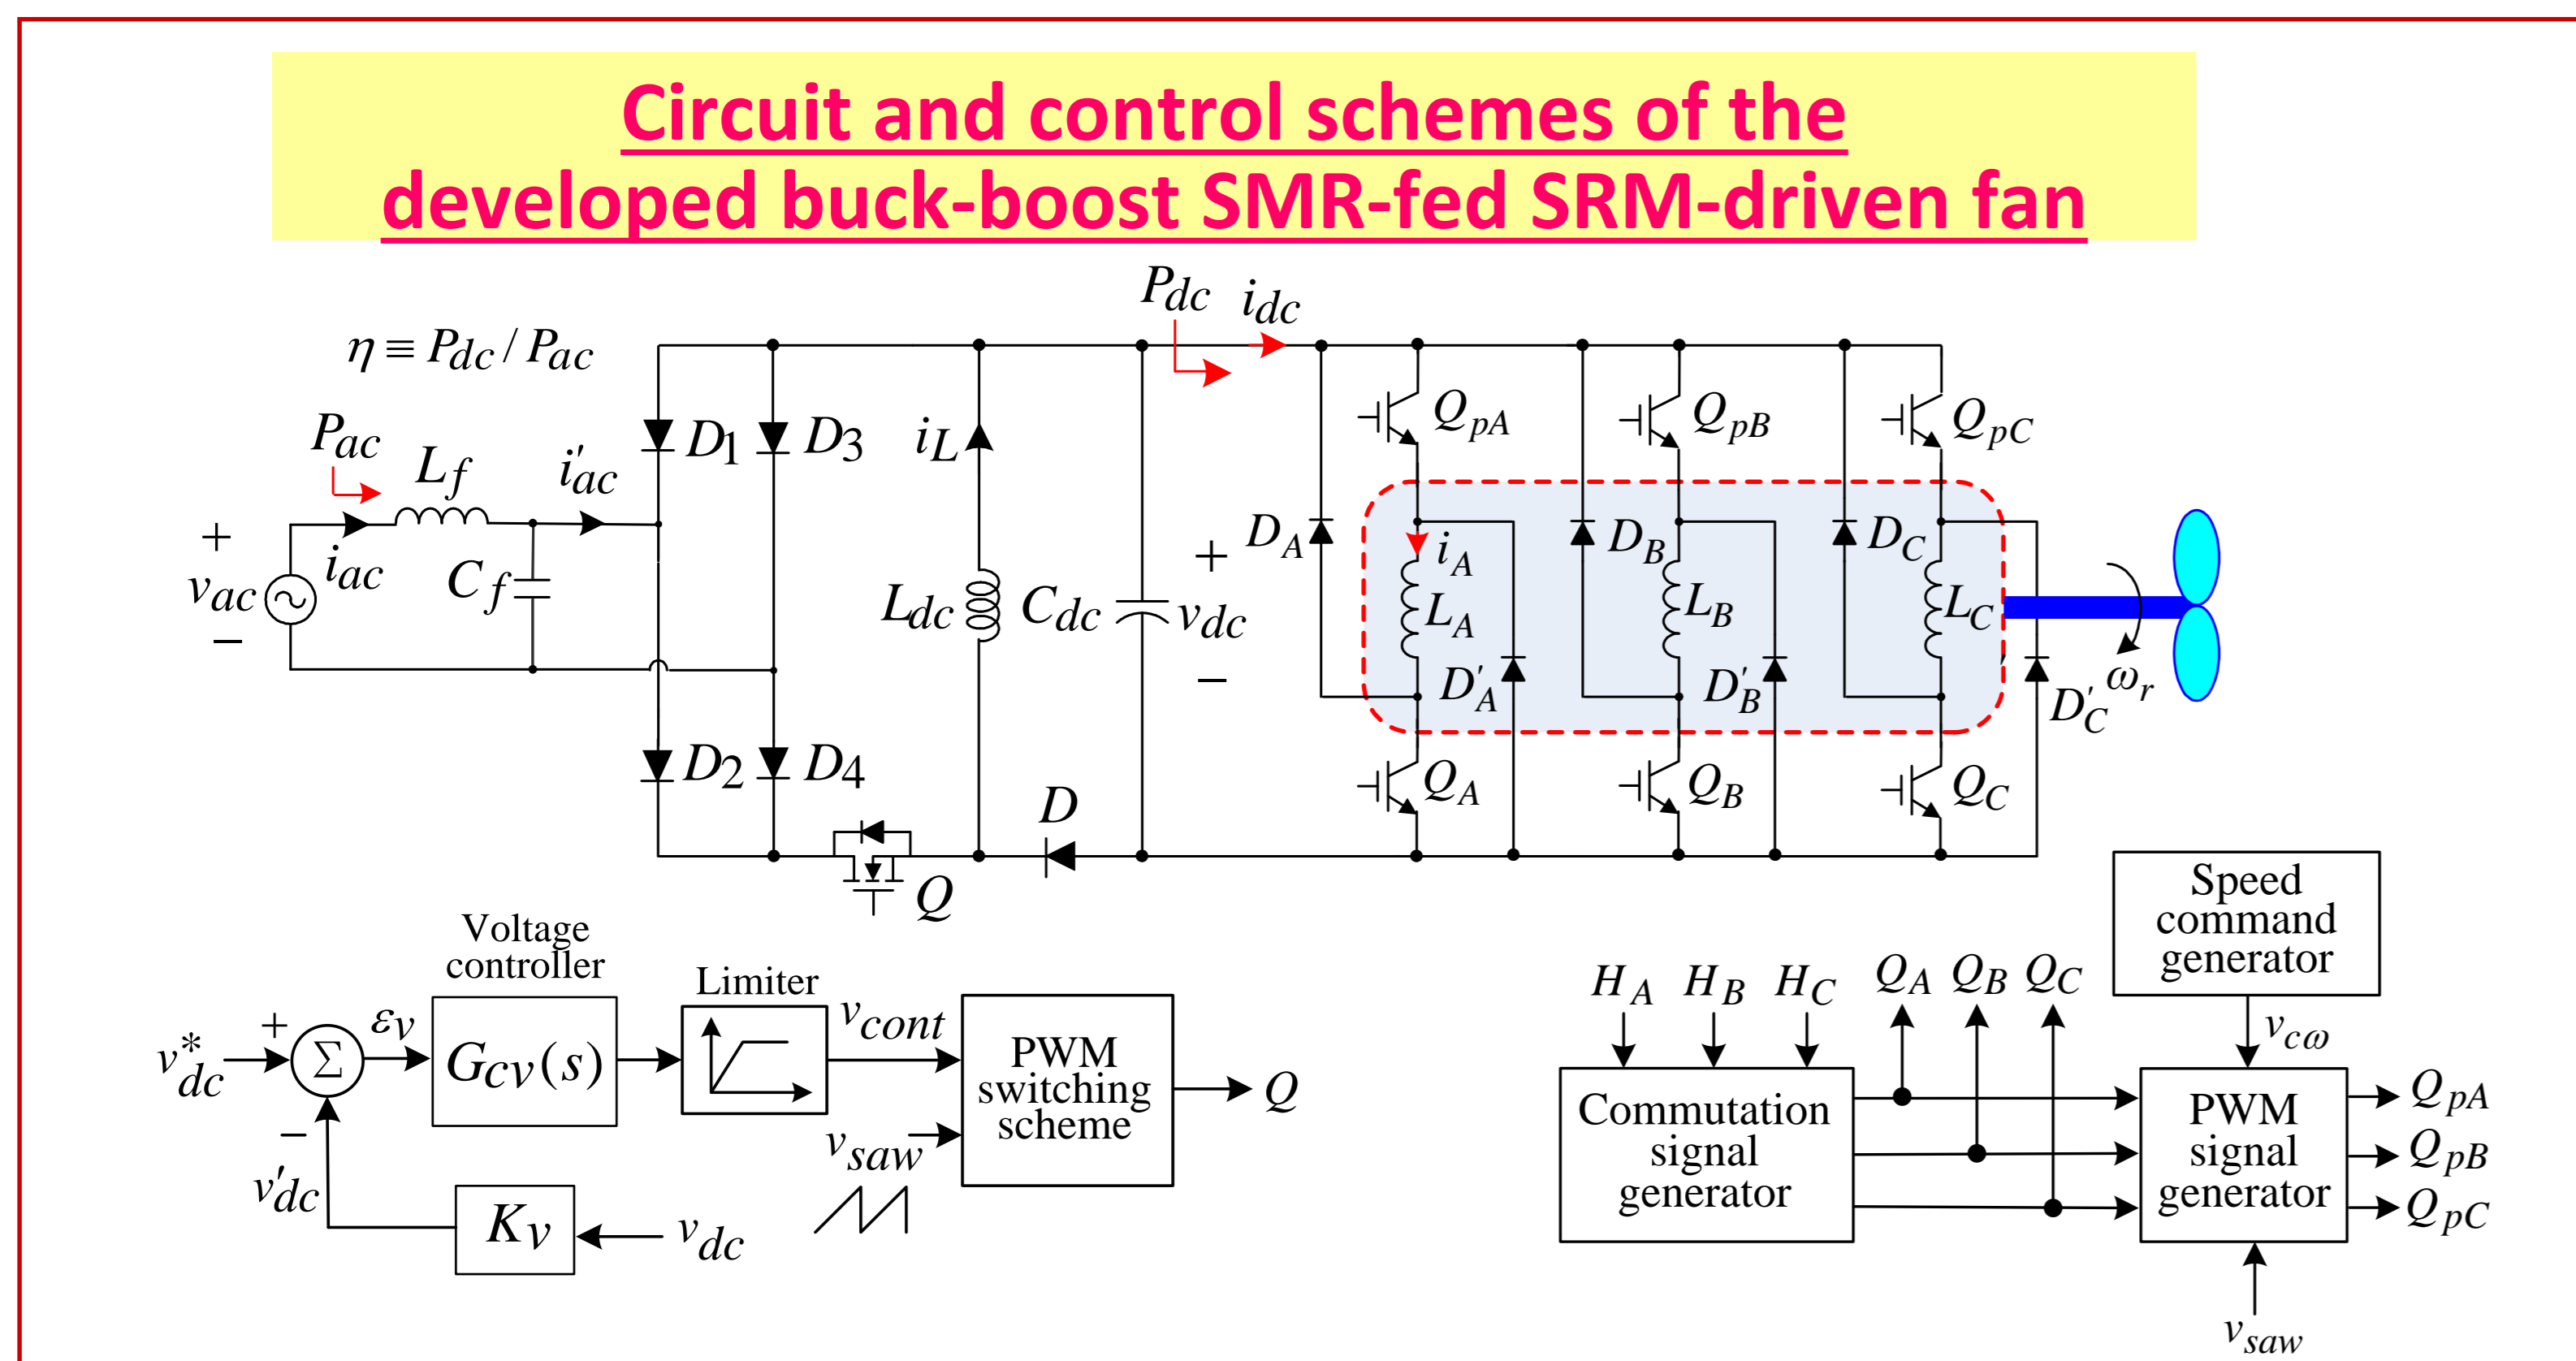 Circuit and control schemes of the
developed buck-boost SMR-fed SRM-driven fan
η ≡ Pdc / Pac
Pdc
idc
Pac
Lf
i'ac
D1
D3
iL
QpA
QpB
QpC
+
vac
−
iac
Cf
Ldc
Cdc
+
vdc
−
DA
iA
LA
D'A
DB
LB
D'B
DC
LC
D'C
ωr
D2
D4
D
Q
QA
QB
QC
Voltage
controller
Limiter
v*dc
+
Σ
−
εv
Gcv(s)
vcont
PWM
switching
scheme
Q
vsaw
v'dc
Kv
vdc
HA
HB
HC
QA
QB
QC
Speed
command
generator
vcω
Commutation
signal
generator
PWM
signal
generator
QpA
QpB
QpC
vsaw